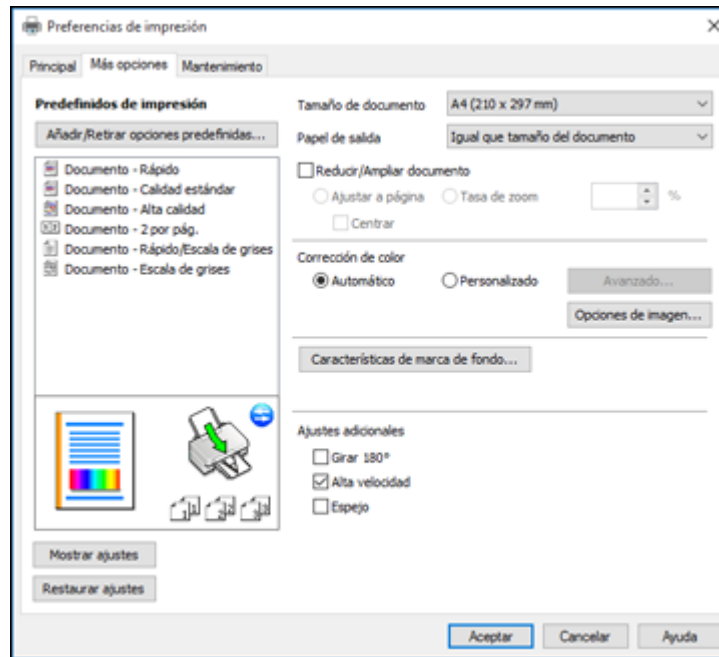 Preferencias de impresión
Principal
Más opciones
Mantenimiento
Predefinidos de impresión
Añadir/Retirar opciones predefinidas...
Documento - Rápido
Documento - Calidad estándar
Documento - Alta calidad
Documento - 2 por pág.
Documento - Rápido/Escala de grises
Documento - Escala de grises
Mostrar ajustes
Restaurar ajustes
Tamaño de documento
A4 (210 x 297 mm)
Papel de salida
Igual que tamaño del documento
Reducir/Ampliar documento
Ajustar a página
Tasa de zoom
%
Centrar
Corrección de color
Automático
Personalizado
Avanzado...
Opciones de imagen...
Características de marca de fondo...
Ajustes adicionales
Girar 180°
Alta velocidad
Espejo
Aceptar
Cancelar
Ayuda